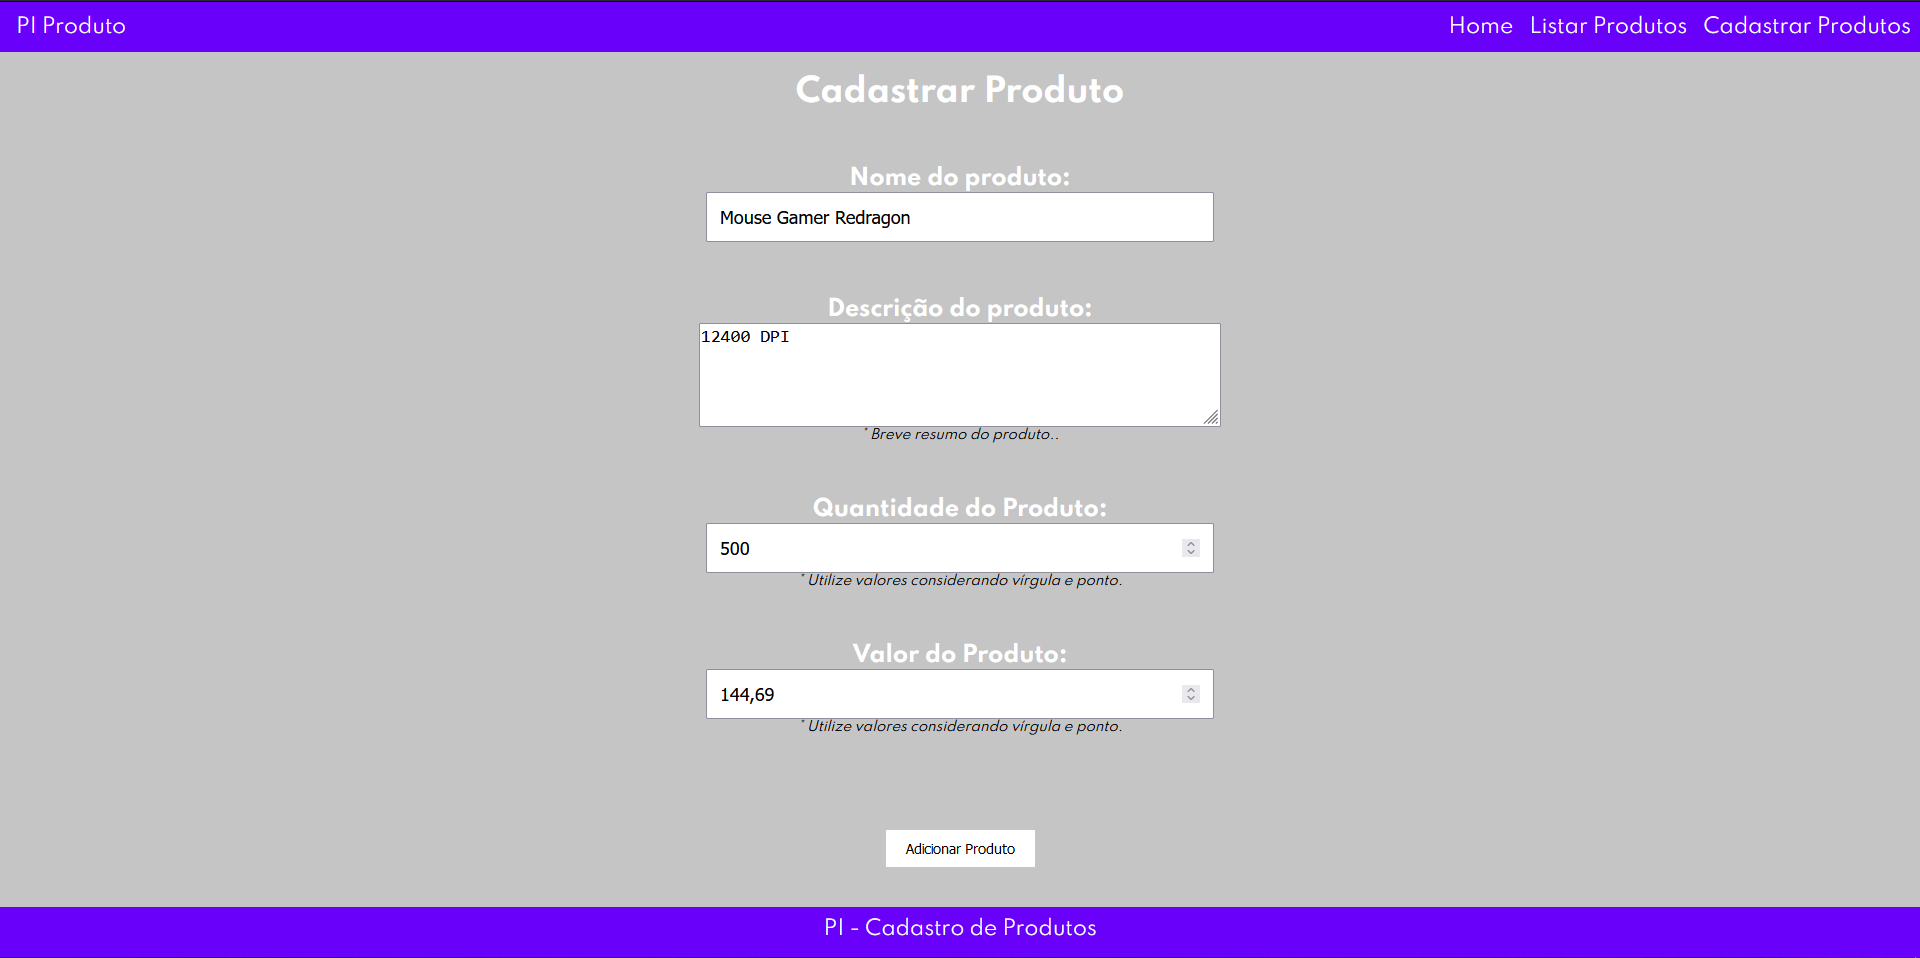 PI Produto
Home Listar Produtos Cadastrar Produtos
Cadastrar Produto
Nome do produto:
Mouse Gamer Redragon
Descrição do produto:
12400 DPI
* Breve resumo do produto..
Quantidade do Produto:
500
* Utilize valores considerando vírgula e ponto.
Valor do Produto:
144,69
* Utilize valores considerando vírgula e ponto.
Adicionar Produto
PI - Cadastro de Produtos